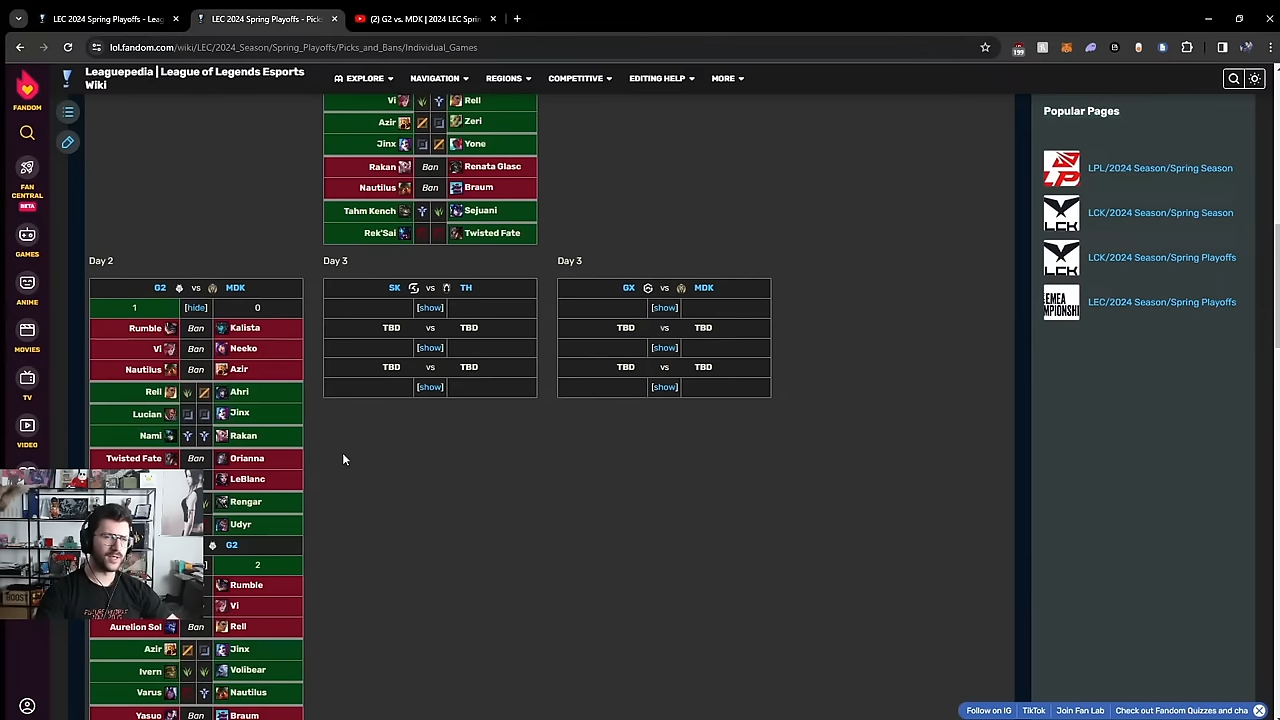 LEC 2024 Spring Playoffs - Leag
LEC 2024 Spring Playoffs - Picks
(2) G2 vs. MDK | 2024 LEC Sprin
lol.fandom.com/wiki/LEC/2024_Season/Spring_Playoffs/Picks_and_Bans/Individual_Games
199
Leaguepedia | League of Legends Esports Wiki
EXPLORE NAVIGATION REGIONS COMPETITIVE EDITING HELP MORE
FANDOM
FAN CENTRAL
BETA
GAMES
ANIME
MOVIES
TV
VIDEO
Vi Rell
Azir Zeri
Jinx Yone
Rakan Ban Renata Glasc
Nautilus Ban Braum
Tahm Kench Sejuani
Rek'Sai Twisted Fate
Day 2
G2 vs MDK
1 [hide] 0
Rumble Ban Kalista
Vi Ban Neeko
Nautilus Ban Azir
Rell Ahri
Lucian Jinx
Nami Rakan
Twisted Fate Ban Orianna
LeBlanc
Rengar
Udyr
G2
2
Rumble
Vi
Aurelion Sol Ban Rell
Azir Jinx
Ivern Volibear
Varus Nautilus
Yasuo Ban Braum
Day 3
SK vs TH
[show]
TBD vs TBD
[show]
TBD vs TBD
[show]
Day 3
GX vs MDK
[show]
TBD vs TBD
[show]
TBD vs TBD
[show]
Popular Pages
LPL/2024 Season/Spring Season
LCK/2024 Season/Spring Season
LCK/2024 Season/Spring Playoffs
LEC/2024 Season/Spring Playoffs
Follow on IG TikTok Join Fan Lab Check out Fandom Quizzes and cha